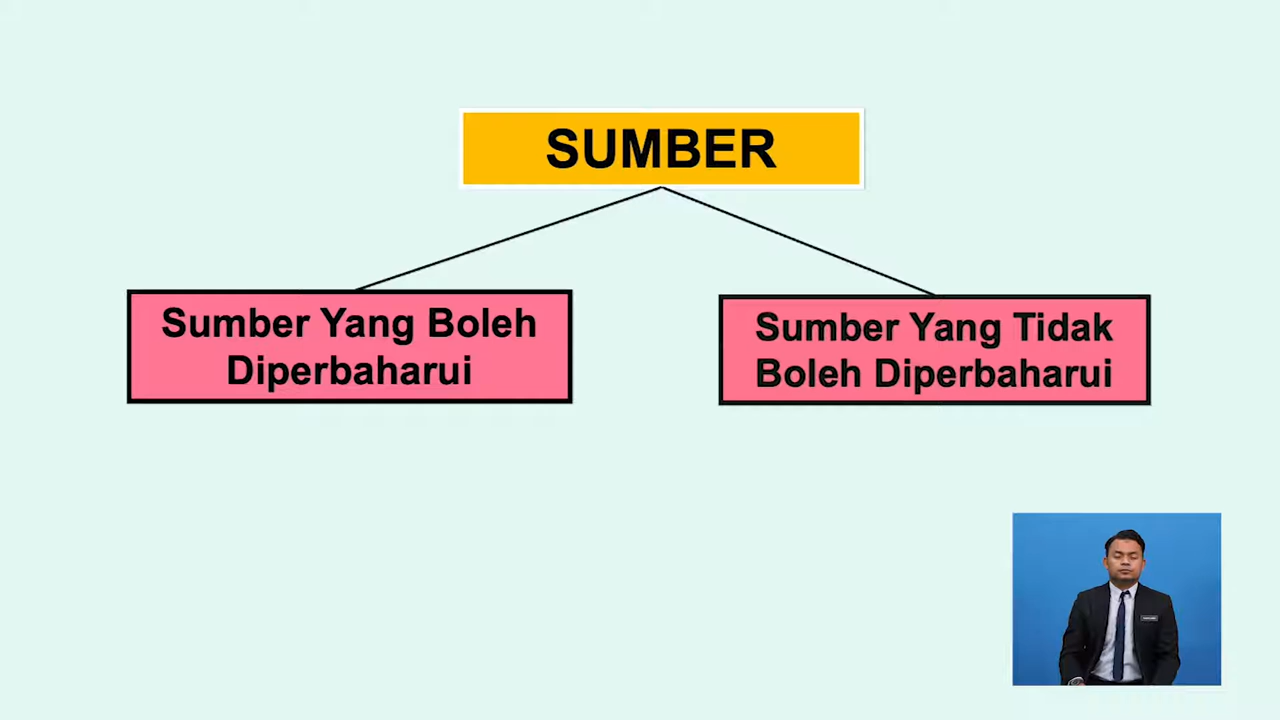 SUMBER
Sumber Yang Boleh
Diperbaharui
Sumber Yang Tidak
Boleh Diperbaharui